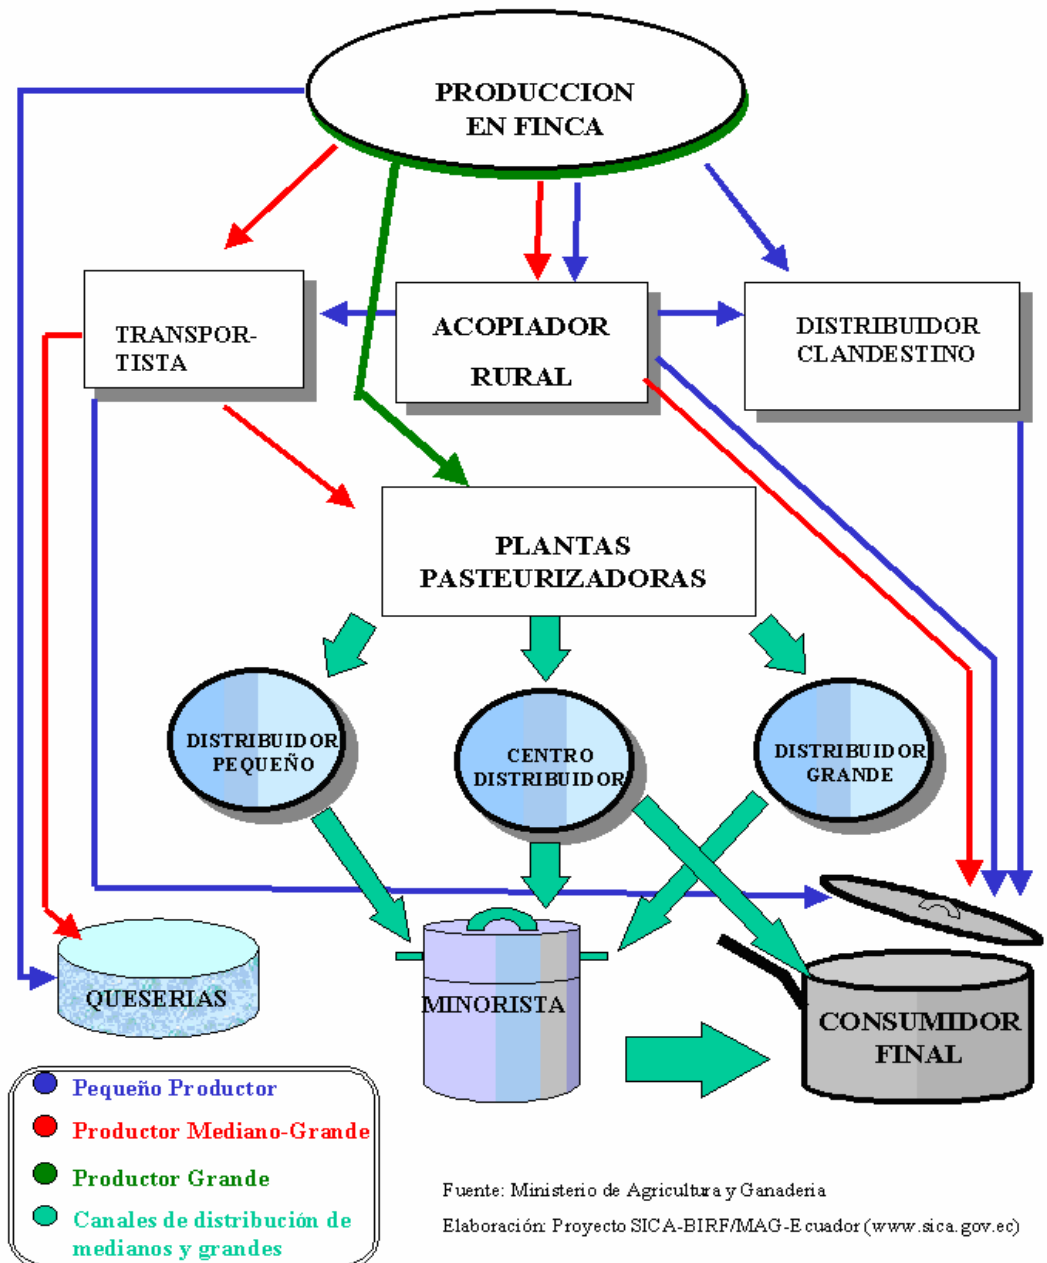 PRODUCCION
EN FINCA
TRANSPOR-
TISTA
ACOPIADOR
RURAL
DISTRIBUIDOR
CLANDESTINO
PLANTAS
PASTEURIZADORAS
DISTRIBUIDOR
PEQUEÑO
CENTRO
DISTRIBUIDOR
DISTRIBUIDOR
GRANDE
QUESERIAS
MINORISTA
CONSUMIDOR
FINAL
Pequeño Productor
Productor Mediano-Grande
Productor Grande
Canales de distribución de
medianos y grandes
Fuente: Ministerio de Agricultura y Ganaderia
Elaboración: Proyecto SICA-BIRF/MAG-Ecuador (www.sica.gov.ec)